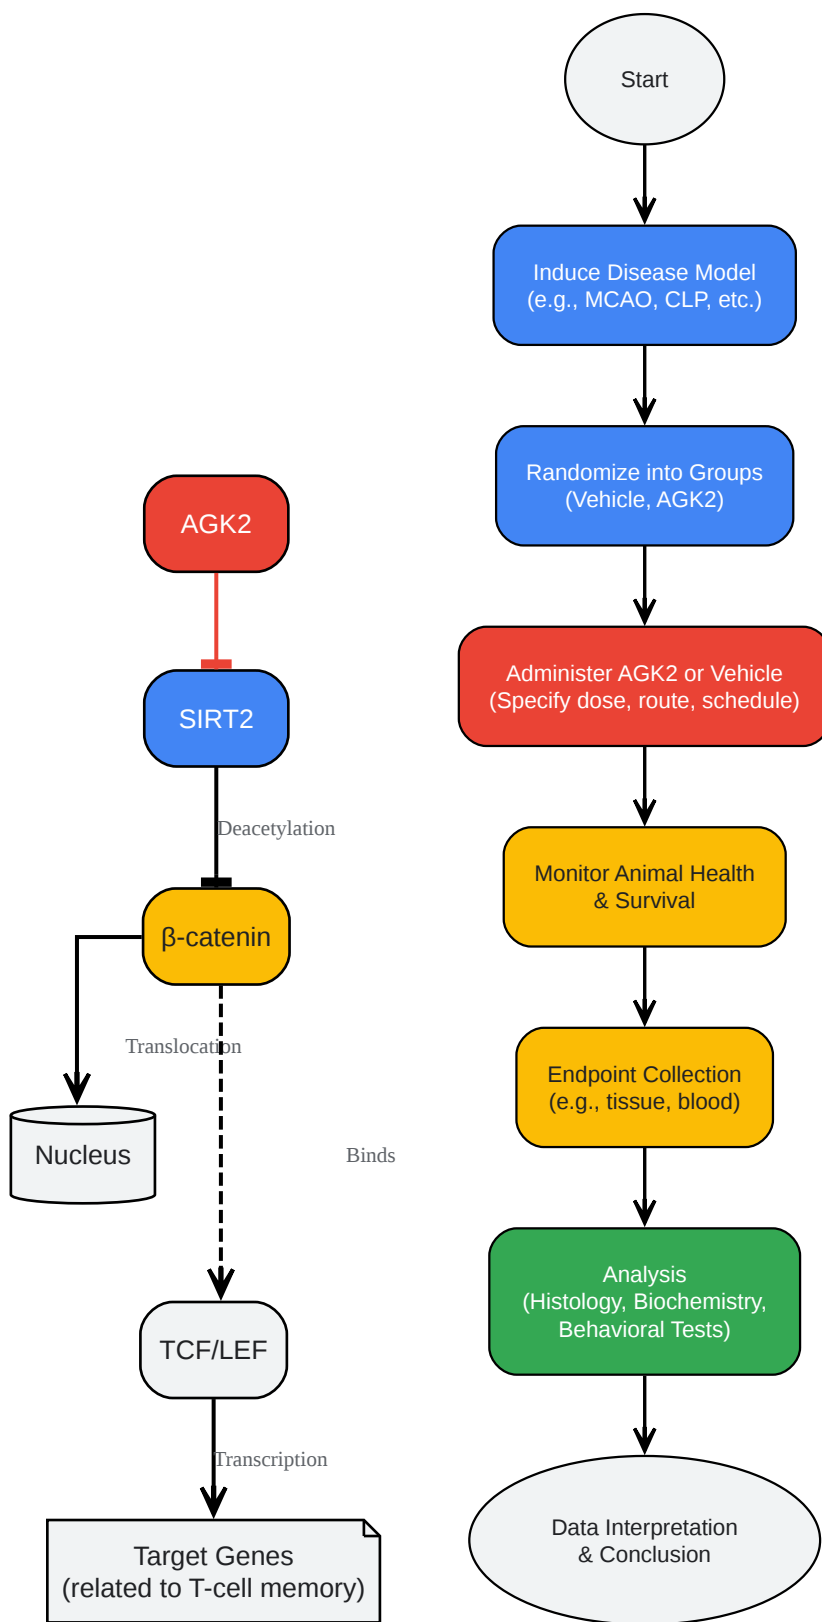 AGK2
SIRT2
Deacetylation
β-catenin
Translocation
Nucleus
Binds
TCF/LEF
Transcription
Target Genes
(related to T-cell memory)
Start
Induce Disease Model
(e.g., MCAO, CLP, etc.)
Randomize into Groups
(Vehicle, AGK2)
Administer AGK2 or Vehicle
(Specify dose, route, schedule)
Monitor Animal Health
& Survival
Endpoint Collection
(e.g., tissue, blood)
Analysis
(Histology, Biochemistry,
Behavioral Tests)
Data Interpretation
& Conclusion